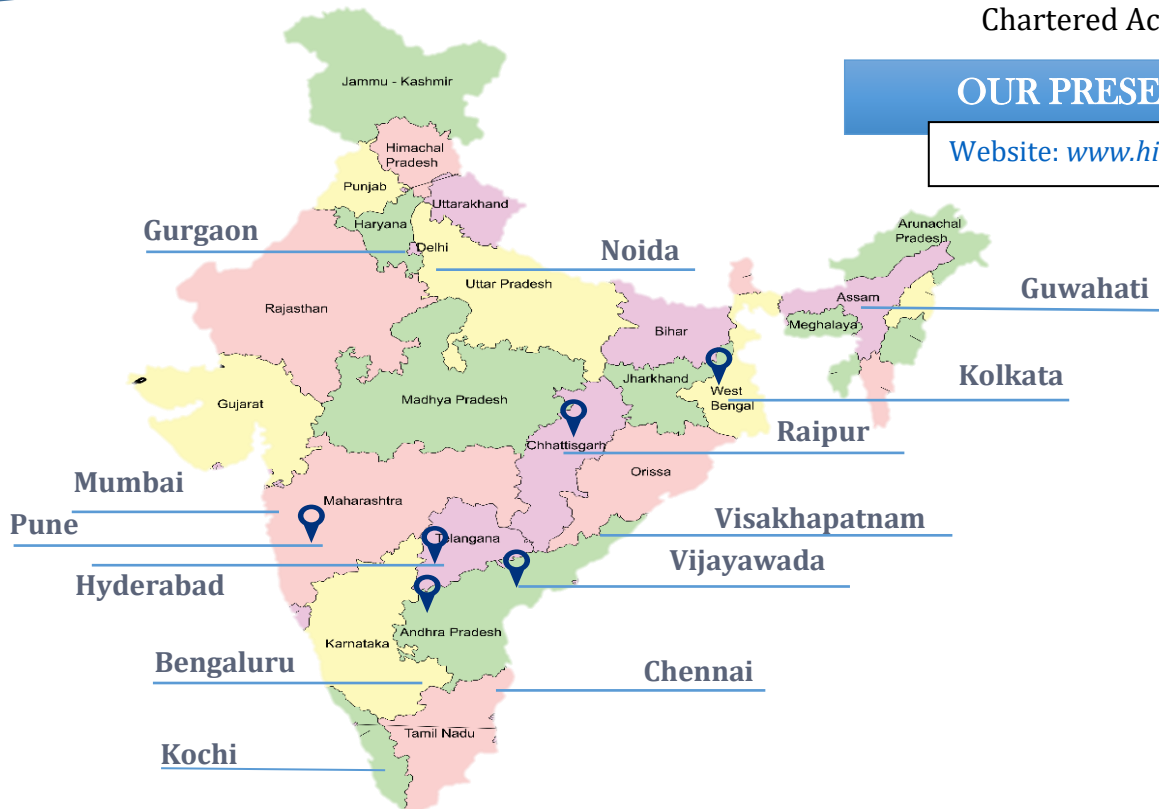 Chartered Ac
OUR PRESE
Website: www.hi
Jammu - Kashmir
Himachal
Pradesh
Punjab
Uttarakhand
Haryana
Gurgaon
Delhi
Noida
Arunachal
Pradesh
Uttar Pradesh
Rajasthan
Assam
Guwahati
Bihar
Meghalaya
Jharkhand
Kolkata
West
Bengal
Gujarat
Madhya Pradesh
Raipur
Chhattisgarh
Orissa
Mumbai
Maharashtra
Pune
Visakhapatnam
Telangana
Vijayawada
Hyderabad
Andhra Pradesh
Karnataka
Bengaluru
Chennai
Tamil Nadu
Kochi